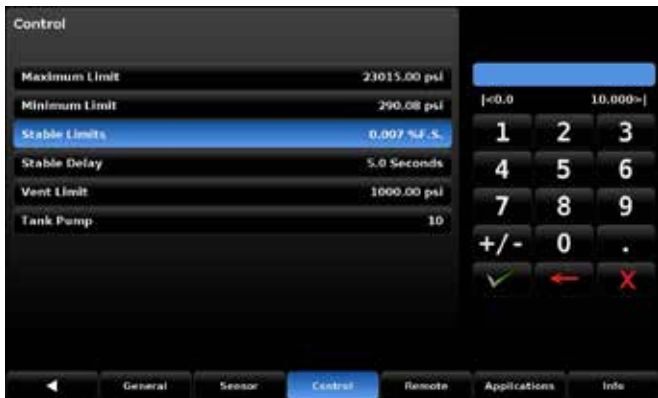 Control
Maximum Limit 23015.00 psi
Minimum Limit 290.08 psi
Stable Limits 0.007 %F.S.
Stable Delay 5.0 Seconds
Vent Limit 1000.00 psi
Tank Pump 10
|<0.0 10.000>|
1 2 3
4 5 6
7 8 9
+/- 0 .
General Sensor Control Remote Applications Info